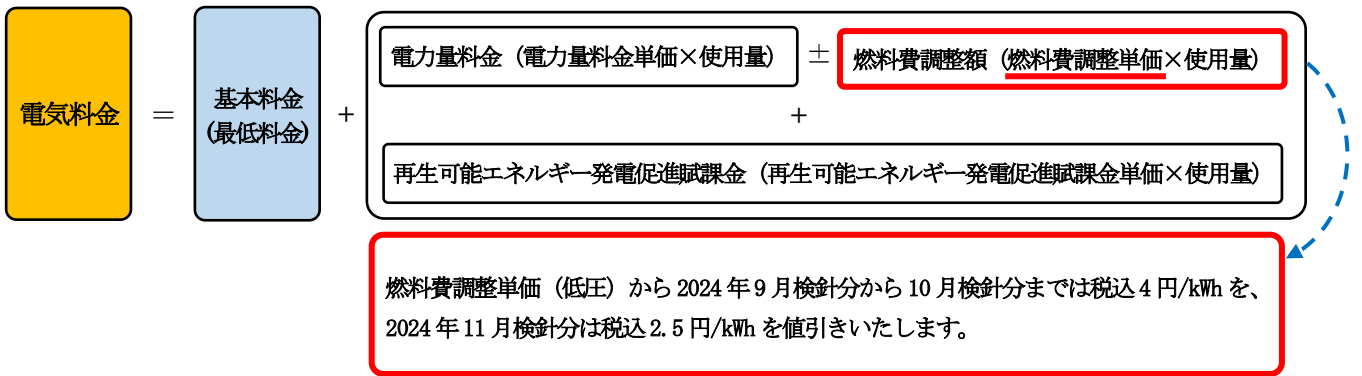 電気料金
＝
基本料金
(最低料金)
+
電力量料金（電力量料金単価×使用量）
±
燃料費調整額（燃料費調整単価×使用量）
+
再生可能エネルギー発電促進賦課金（再生可能エネルギー発電促進賦課金単価×使用量）
燃料費調整単価（低圧）から2024年9月検針分から10月検針分までは税込4円/kWhを、
2024年11月検針分は税込2.5円/kWhを値引きいたします。